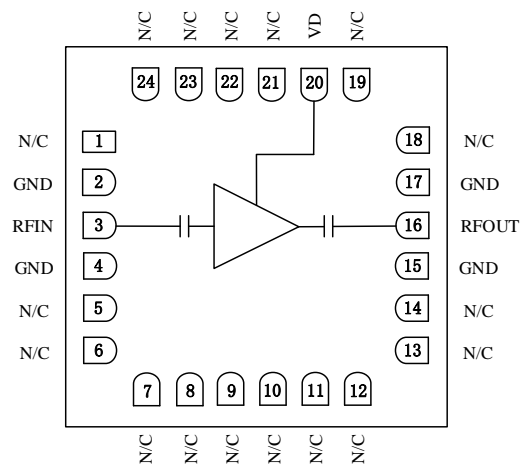 N/C N/C N/C N/C VD N/C
24 23 22 21 20 19
N/C 1 18 N/C
GND 2 17 GND
RFIN 3 16 RFOUT
GND 4 15 GND
N/C 5 14 N/C
N/C 6 13 N/C
7 8 9 10 11 12
N/C N/C N/C N/C N/C N/C